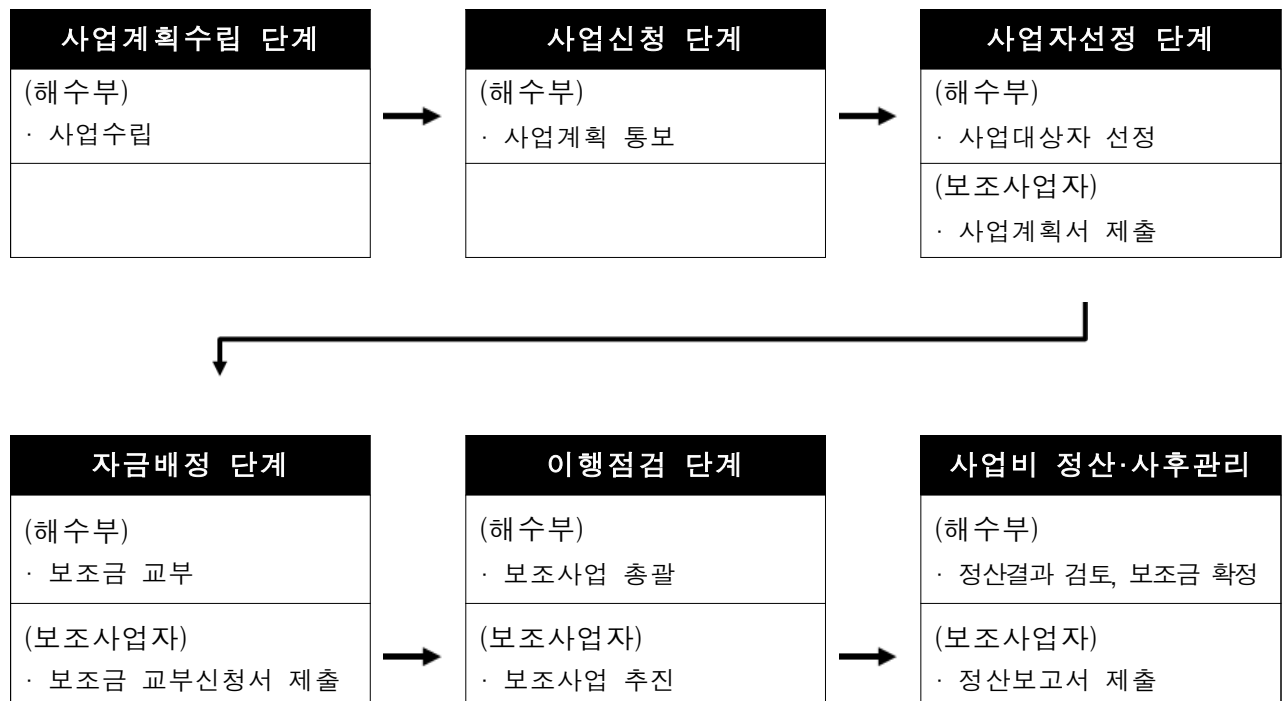 사업계획수립 단계
(해수부)
· 사업수립
사업신청 단계
(해수부)
· 사업계획 통보
사업자선정 단계
(해수부)
· 사업대상자 선정
(보조사업자)
· 사업계획서 제출
자금배정 단계
(해수부)
· 보조금 교부
(보조사업자)
· 보조금 교부신청서 제출
이행점검 단계
(해수부)
· 보조사업 총괄
(보조사업자)
· 보조사업 추진
사업비 정산·사후관리
(해수부)
· 정산결과 검토, 보조금 확정
(보조사업자)
· 정산보고서 제출